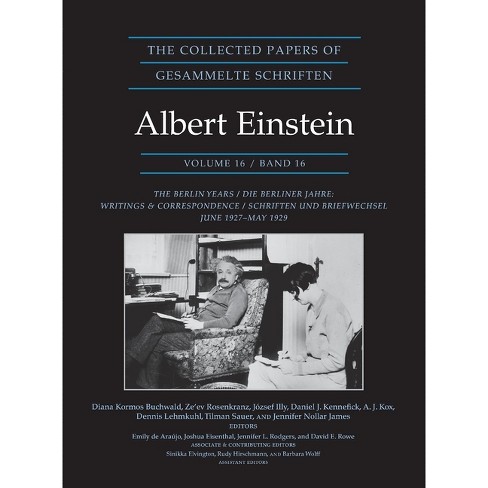 THE COLLECTED PAPERS OF
GESAMMELTE SCHRIFTEN
Albert Einstein
VOLUME 16 / BAND 16
THE BERLIN YEARS / DIE BERLINER JAHRE:
WRITINGS & CORRESPONDENCE / SCHRIFTEN UND BRIEFWECHSEL
JUNE 1927–MAY 1929
Diana Kormos Buchwald, Ze'ev Rosenkranz, József Illy, Daniel J. Kennefick, A. J. Kox,
Dennis Lehmkuhl, Tilman Sauer, AND Jennifer Nollar James
EDITORS
Emily de Araújo, Joshua Eisenthal, Jennifer L. Rodgers, and David E. Rowe
ASSOCIATE & CONTRIBUTING EDITORS
Sinikka Elvington, Rudy Hirschmann, AND Barbara Wolff
ASSISTANT EDITORS